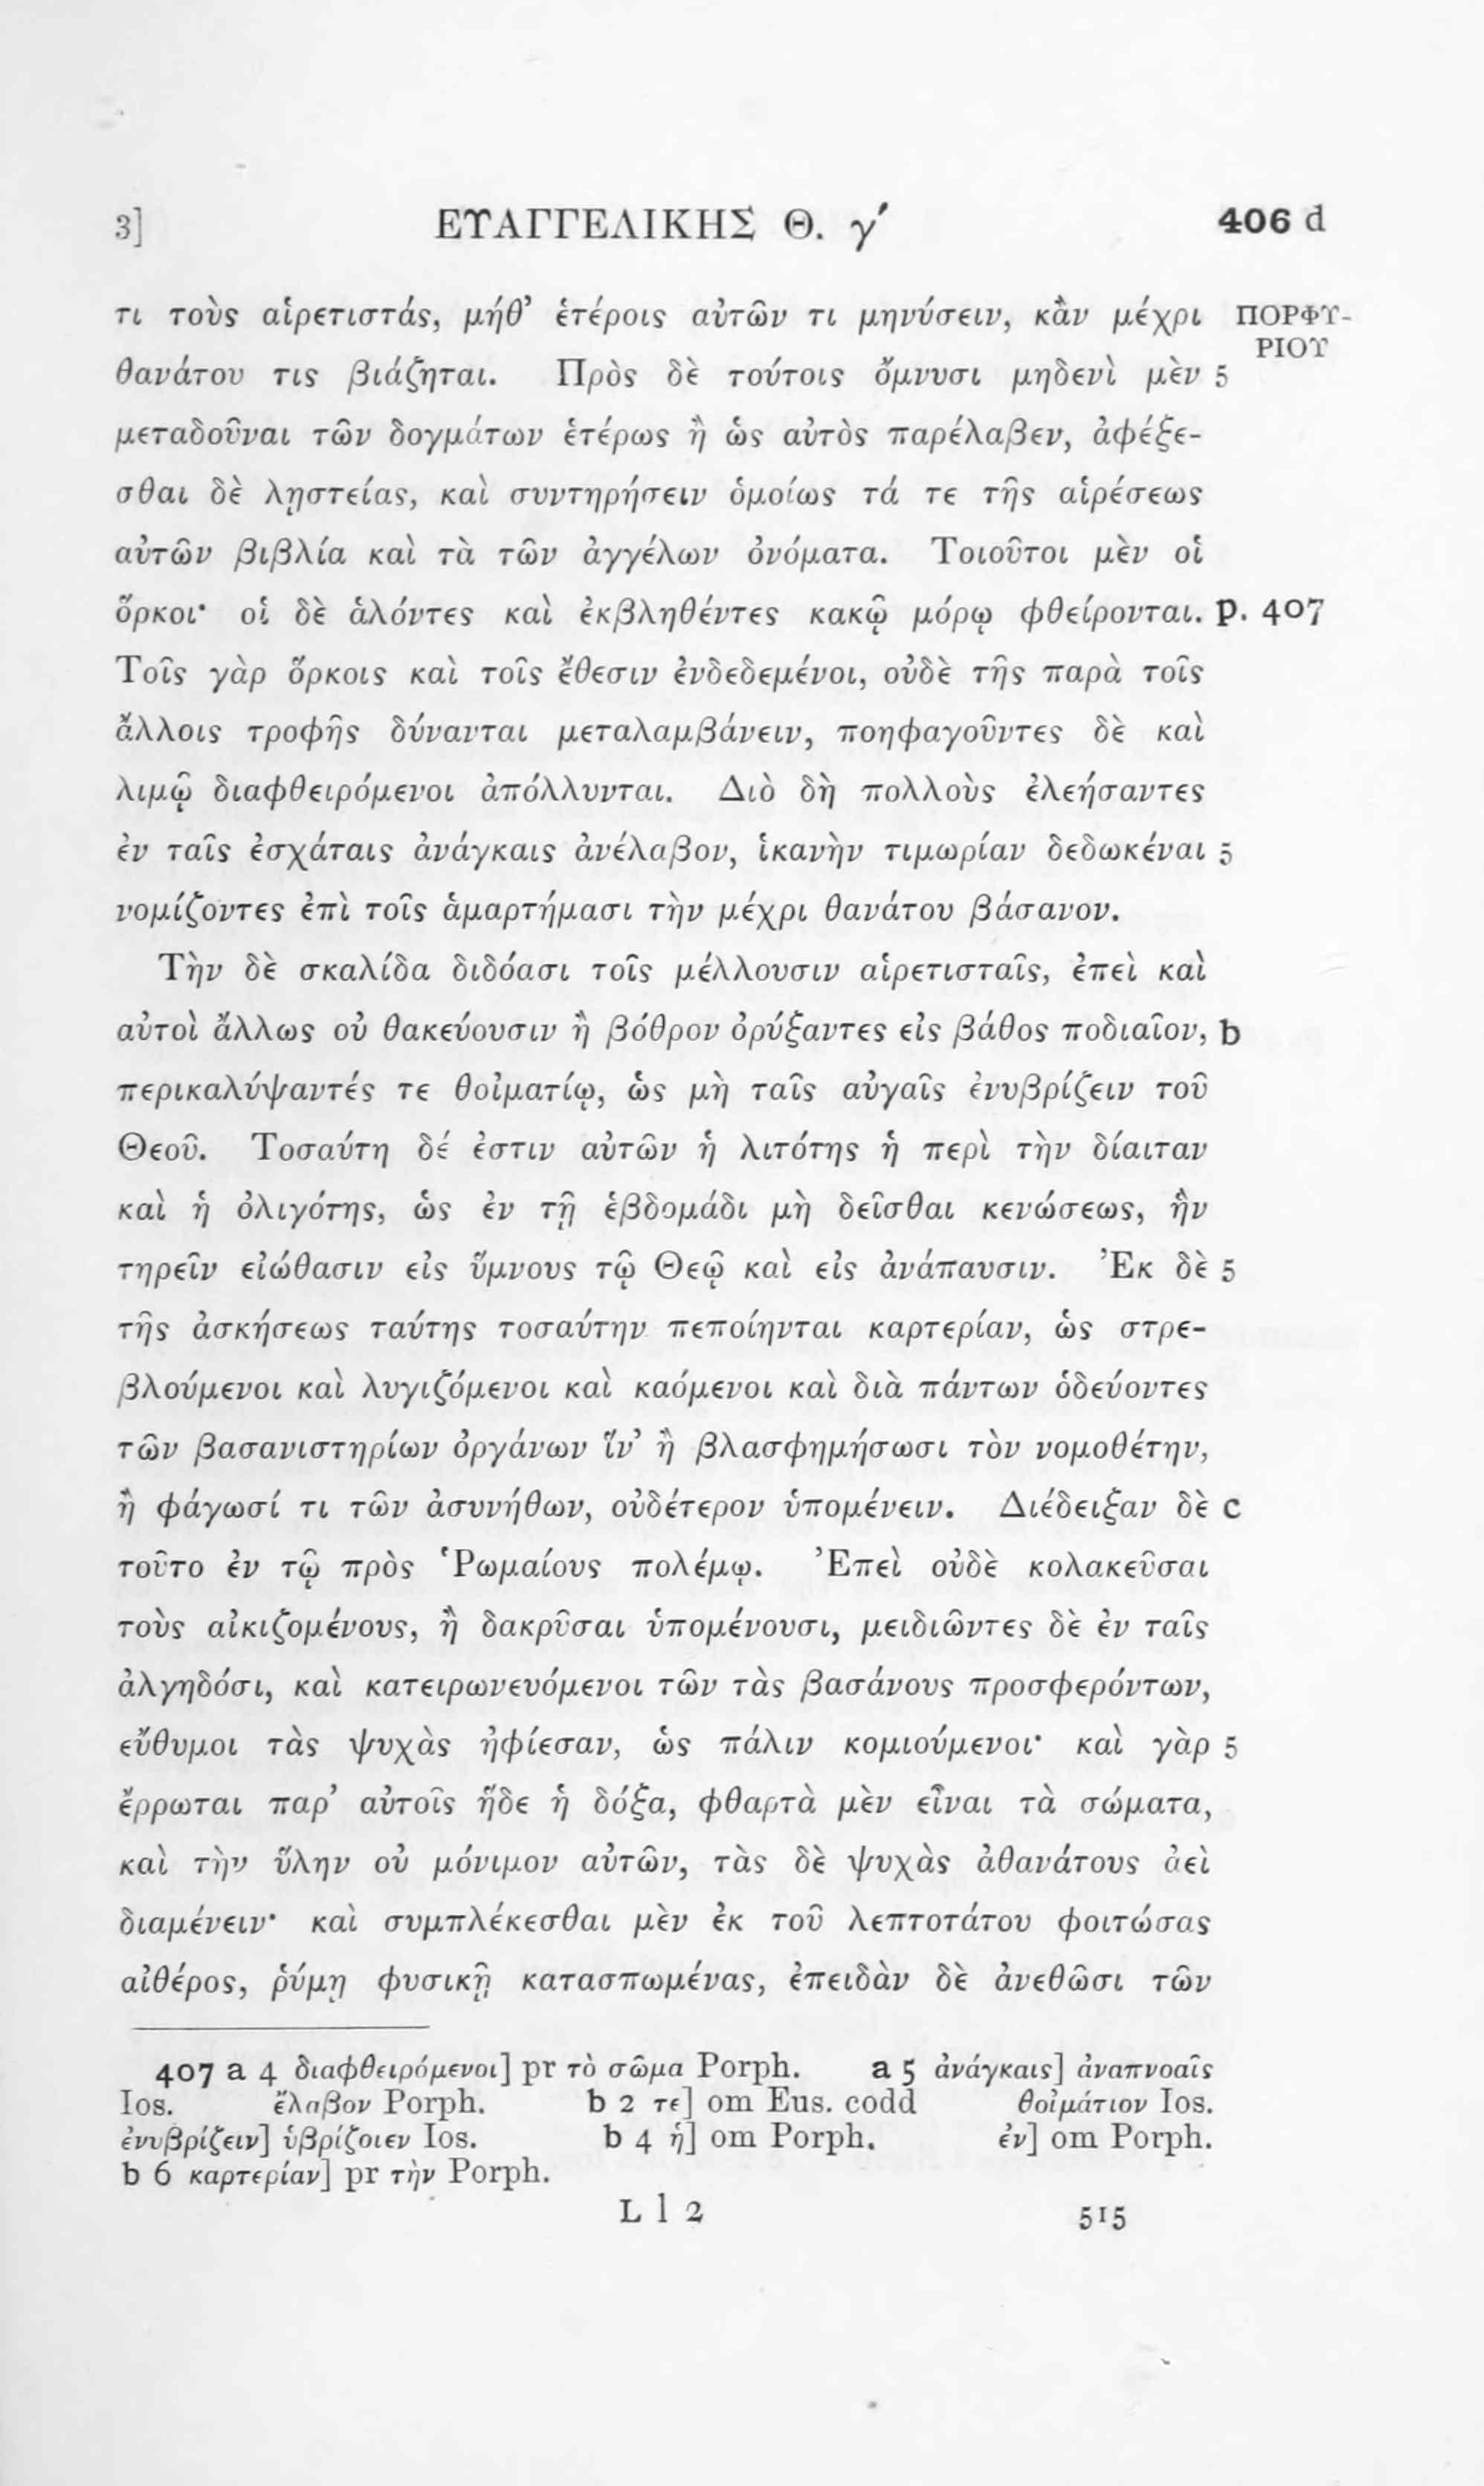 3] ΕΥΑΓΓΕΛΙΚΗΣ Θ. γ′ 406 d
τι τοὺς αἱρετιστάς, μήθ’ ἑτέροις αὐτῶν τι μηνύσειν, κἂν μέχρι ΠΟΡΦΥ-
ΡΙΟΥ
θανάτου τις βιάζηται. Πρὸς δὲ τούτοις ὄμνυσι μηδενὶ μὲν 5
μεταδοῦναι τῶν δογμάτων ἑτέρως ἢ ὡς αὐτὸς παρέλαβεν, ἀφέξε-
σθαι δὲ λῃστείας, καὶ συντηρήσειν ὁμοίως τά τε τῆς αἱρέσεως
αὐτῶν βιβλία καὶ τὰ τῶν ἀγγέλων ὀνόματα. Τοιοῦτοι μὲν οἱ
ὅρκοι· οἱ δὲ ἁλόντες καὶ ἐκβληθέντες κακῷ μόρῳ φθείρονται. p. 407
Τοῖς γὰρ ὅρκοις καὶ τοῖς ἔθεσιν ἐνδεδεμένοι, οὐδὲ τῆς παρὰ τοῖς
ἄλλοις τροφῆς δύνανται μεταλαμβάνειν, ποηφαγοῦντες δὲ καὶ
λιμῷ διαφθειρόμενοι ἀπόλλυνται. Διὸ δὴ πολλοὺς ἐλεήσαντες
ἐν ταῖς ἐσχάταις ἀνάγκαις ἀνέλαβον, ἱκανὴν τιμωρίαν δεδωκέναι 5
νομίζοντες ἐπὶ τοῖς ἁμαρτήμασι τὴν μέχρι θανάτου βάσανον.
Τὴν δὲ σκαλίδα διδόασι τοῖς μέλλουσιν αἱρετισταῖς, ἐπεὶ καὶ
αὐτοὶ ἄλλως οὐ θακεύουσιν ἢ βόθρον ὀρύξαντες εἰς βάθος ποδιαῖον, b
περικαλύψαντές τε θοἰματίῳ, ὡς μὴ ταῖς αὐγαῖς ἐνυβρίζειν τοῦ
Θεοῦ. Τοσαύτη δέ ἐστιν αὐτῶν ἡ λιτότης ἡ περὶ τὴν δίαιταν
καὶ ἡ ὀλιγότης, ὡς ἐν τῇ ἑβδομάδι μὴ δεῖσθαι κενώσεως, ἣν
τηρεῖν εἰώθασιν εἰς ὕμνους τῷ Θεῷ καὶ εἰς ἀνάπαυσιν. Ἐκ δὲ 5
τῆς ἀσκήσεως ταύτης τοσαύτην πεποίηνται καρτερίαν, ὡς στρε-
βλούμενοι καὶ λυγιζόμενοι καὶ καόμενοι καὶ διὰ πάντων ὁδεύοντες
τῶν βασανιστηρίων ὀργάνων ἵν’ ἢ βλασφημήσωσι τὸν νομοθέτην,
ἢ φάγωσί τι τῶν ἀσυνήθων, οὐδέτερον ὑπομένειν. Διέδειξαν δὲ c
τοῦτο ἐν τῷ πρὸς Ῥωμαίους πολέμῳ. Ἐπεὶ οὐδὲ κολακεῦσαι
τοὺς αἰκιζομένους, ἢ δακρῦσαι ὑπομένουσι, μειδιῶντες δὲ ἐν ταῖς
ἀλγηδόσι, καὶ κατειρωνευόμενοι τῶν τὰς βασάνους προσφερόντων,
εὔθυμοι τὰς ψυχὰς ἠφίεσαν, ὡς πάλιν κομιούμενοι· καὶ γὰρ 5
ἔρρωται παρ’ αὐτοῖς ἥδε ἡ δόξα, φθαρτὰ μὲν εἶναι τὰ σώματα,
καὶ τὴν ὕλην οὐ μόνιμον αὐτῶν, τὰς δὲ ψυχὰς ἀθανάτους ἀεὶ
διαμένειν· καὶ συμπλέκεσθαι μὲν ἐκ τοῦ λεπτοτάτου φοιτώσας
αἰθέρος, ῥύμῃ φυσικῇ κατασπωμένας, ἐπειδὰν δὲ ἀνεθῶσι τῶν
407 a 4 διαφθειρόμενοι] pr τὸ σῶμα Porph. a 5 ἀνάγκαις] ἀναπνοαῖς
Ios. ἔλαβον Porph. b 2 τε] om Eus. codd θοἰμάτιον Ios.
ἐνυβρίζειν] ὑβρίζοιεν Ios. b 4 ἡ] om Porph. ἐν] om Porph.
b 6 καρτερίαν] pr τὴν Porph.
L l 2 515